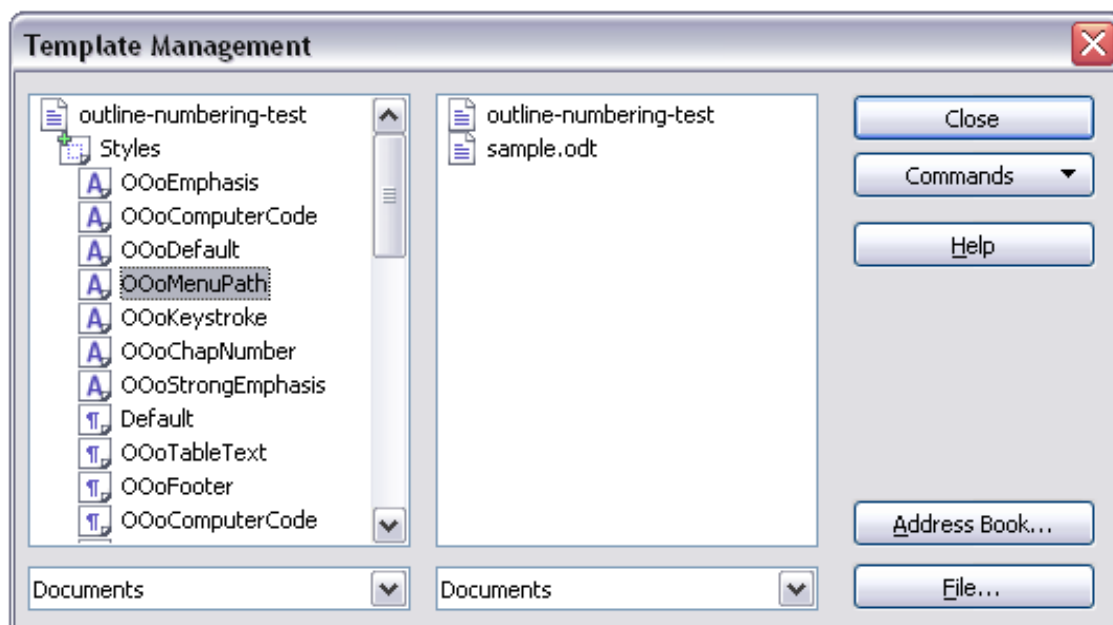 Template Management
outline-numbering-test
Styles
OOoEmphasis
OOoComputerCode
OOoDefault
OOoMenuPath
OOoKeystroke
OOoChapNumber
OOoStrongEmphasis
Default
OOoTableText
OOoFooter
OOoComputerCode
Documents
outline-numbering-test
sample.odt
Documents
Close
Commands
Help
Address Book...
File...